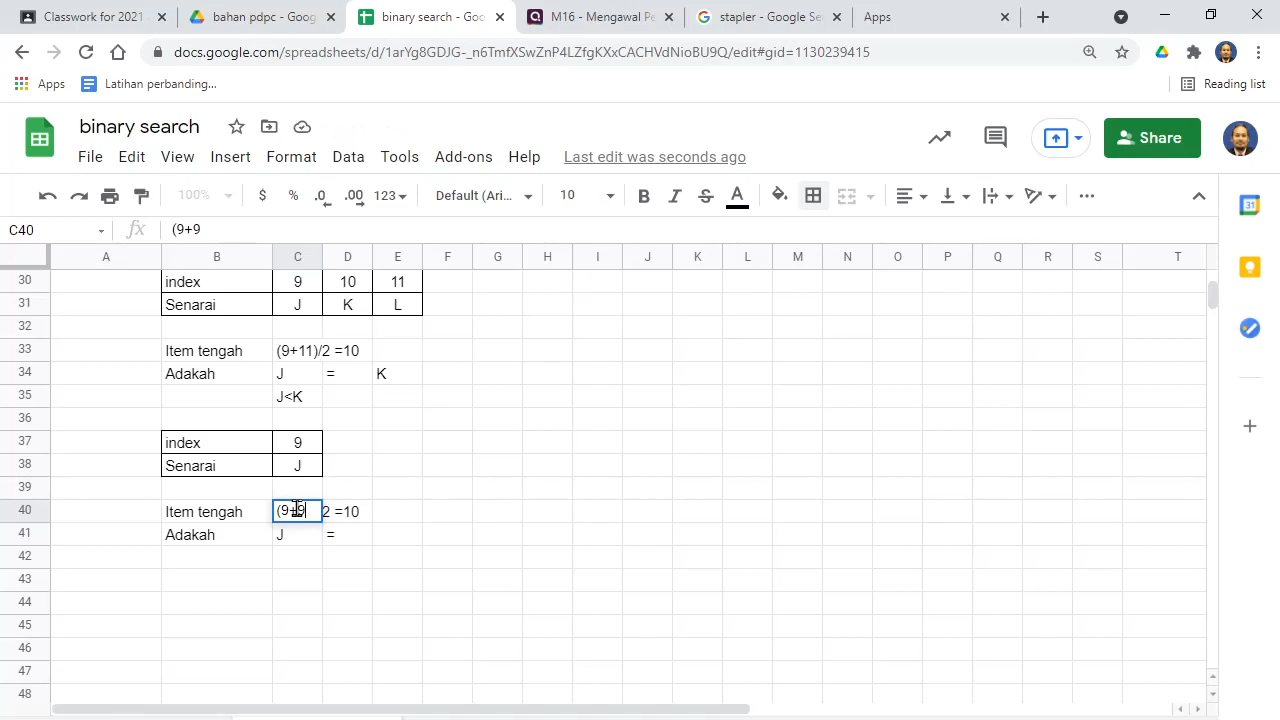 Classwork for 2021
bahan pdpc - Goog
binary search - Goo
M16 - Mengawal Pe
stabler - Google Se
Apps
docs.google.com/spreadsheets/d/1arYg8GDJG-_n6TmfXSwZnP4LZfgKXxCACHVdNioBU9Q/edit#gid=1130239415
Apps
Latihan perbanding...
Reading list
binary search
Share
File Edit View Insert Format Data Tools Add-ons Help Last edit was seconds ago
100% $ % .0 .00 123 Default (Ari... 10 B I S A
C40 fx (9+9
31
A B C D E F G H I J K L M N O P Q R S T
30 index 9 10 11
31 Senarai J K L
32
33 Item tengah (9+11)/2 =10
34 Adakah J = K
35 J<K
36
37 index 9
38 Senarai J
39
40 Item tengah (9+9 2 =10
41 Adakah J =
42
43
44
45
46
47
48